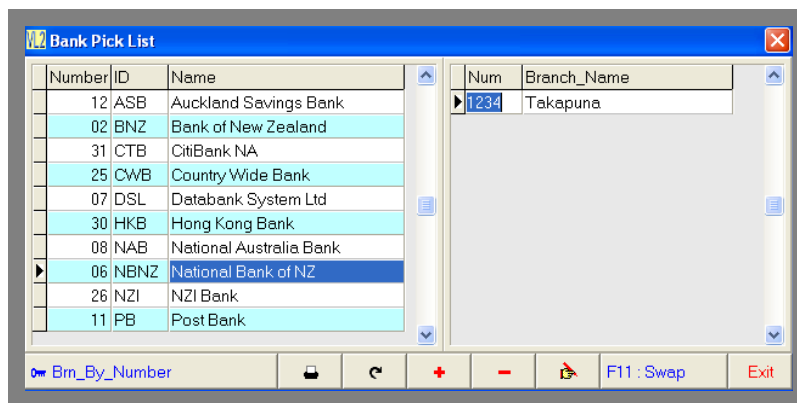 VL2 Bank Pick List
Number ID Name
12 ASB Auckland Savings Bank
02 BNZ Bank of New Zealand
31 CTB CitiBank NA
25 CWB Country Wide Bank
07 DSL Databank System Ltd
30 HKB Hong Kong Bank
08 NAB National Australia Bank
06 NBNZ National Bank of NZ
26 NZI NZI Bank
11 PB Post Bank
Num Branch_Name
1234 Takapuna
Brn_By_Number F11 : Swap Exit